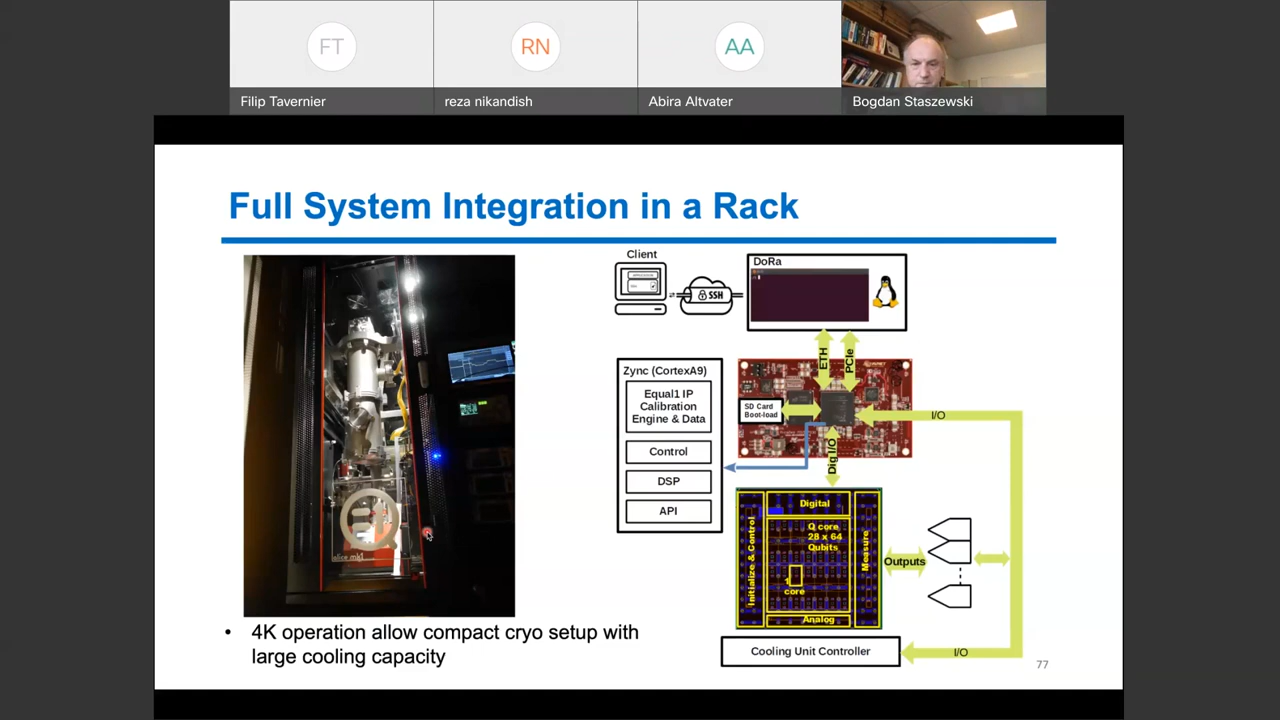 FT
RN
AA
Filip Tavernier
reza nikandish
Abira Altvater
Bogdan Staszewski
Full System Integration in a Rack
alice mk1
Client
SSH
DoRa
ETH
PCIe
Zync (CortexA9)
Equal1 IP
Calibration
Engine & Data
Control
DSP
API
SD Card
Boot-load
I/O
Dig I/O
Digital
Initialize & Control
Q core
28 x 64
Qubits
1
core
Measure
Analog
Outputs
Cooling Unit Controller
I/O
• 4K operation allow compact cryo setup with
large cooling capacity
77